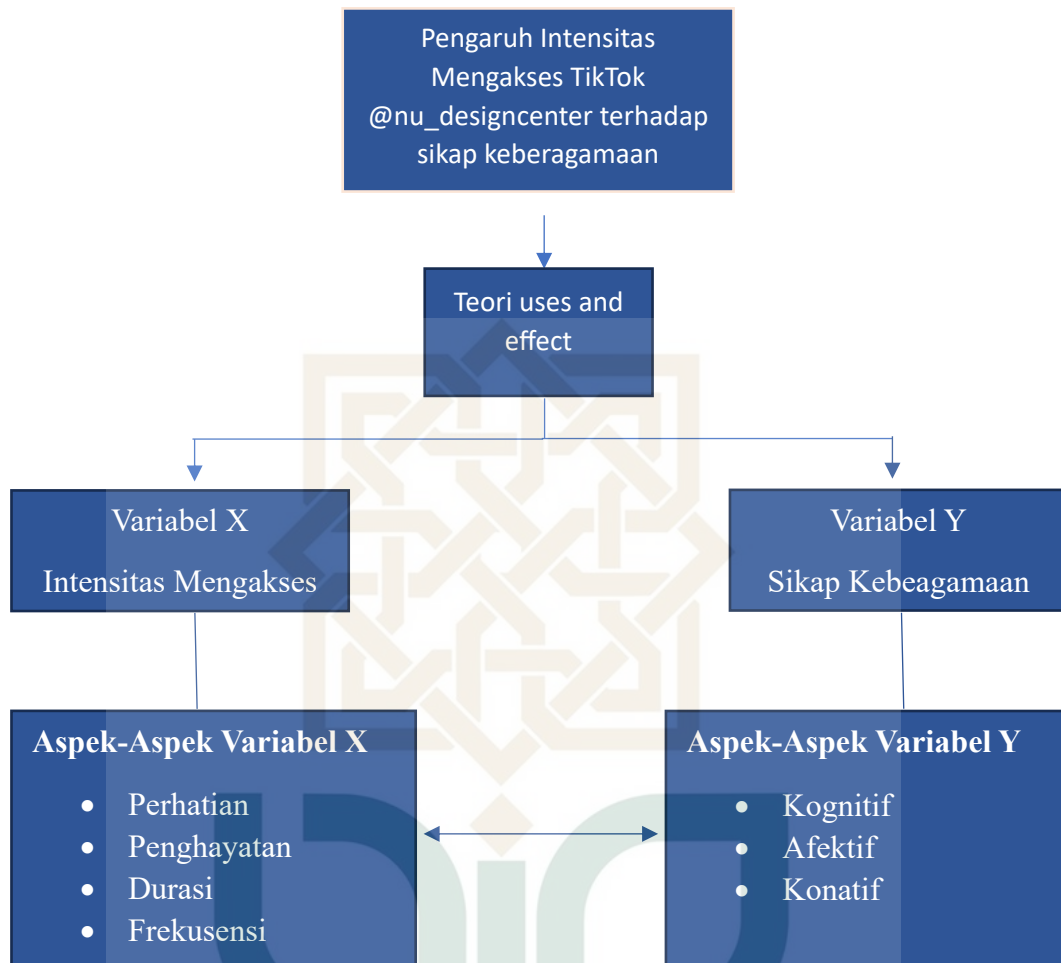 Pengaruh Intensitas
Mengakses TikTok
@nu_designcenter terhadap
sikap keberagamaan
Teori uses and
effect
Variabel X
Intensitas Mengakses
Variabel Y
Sikap Kebeagamaan
Aspek-Aspek Variabel X
• Perhatian
• Penghayatan
• Durasi
• Frekusensi
Aspek-Aspek Variabel Y
• Kognitif
• Afektif
• Konatif